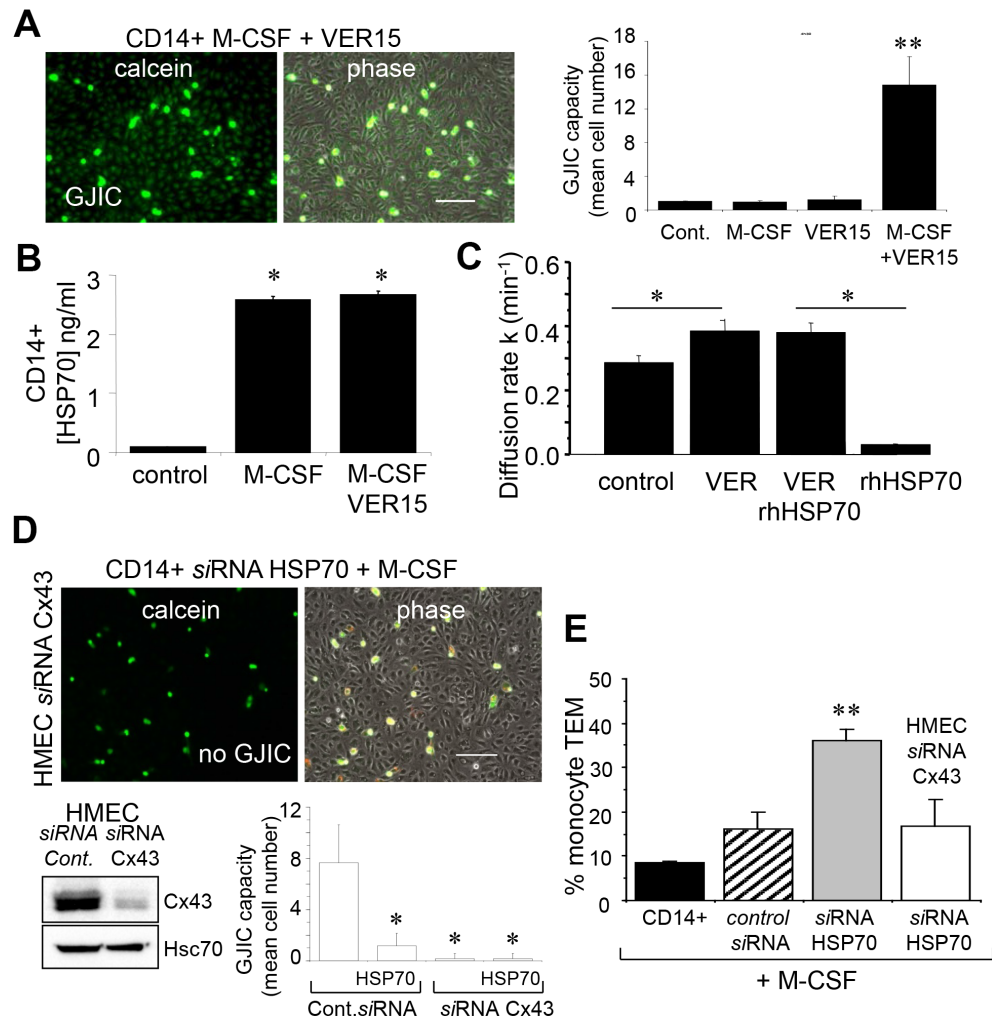 A
CD14+ M-CSF + VER15
calcein
phase
GJIC
GJIC capacity
(mean cell number)
18
16
12
8
4
0
**
Cont.
M-CSF
VER15
M-CSF
+VER15
B
CD14+
[HSP70] ng/ml
3
2
1
0
*
*
control
M-CSF
M-CSF
VER15
C
Diffusion rate k (min-1)
0.6
0.4
0.2
0.0
*
*
control
VER
VER
rhHSP70
rhHSP70
D
HMEC siRNA Cx43
CD14+ siRNA HSP70 + M-CSF
calcein
phase
no GJIC
HMEC
siRNA siRNA
Cont. Cx43
Cx43
Hsc70
GJIC capacity
(mean cell number)
12
8
4
0
*
*
*
HSP70
HSP70
Cont.siRNA
siRNA Cx43
E
% monocyte TEM
50
40
30
20
10
0
**
HMEC
siRNA
Cx43
CD14+
control
siRNA
siRNA
HSP70
siRNA
HSP70
+ M-CSF